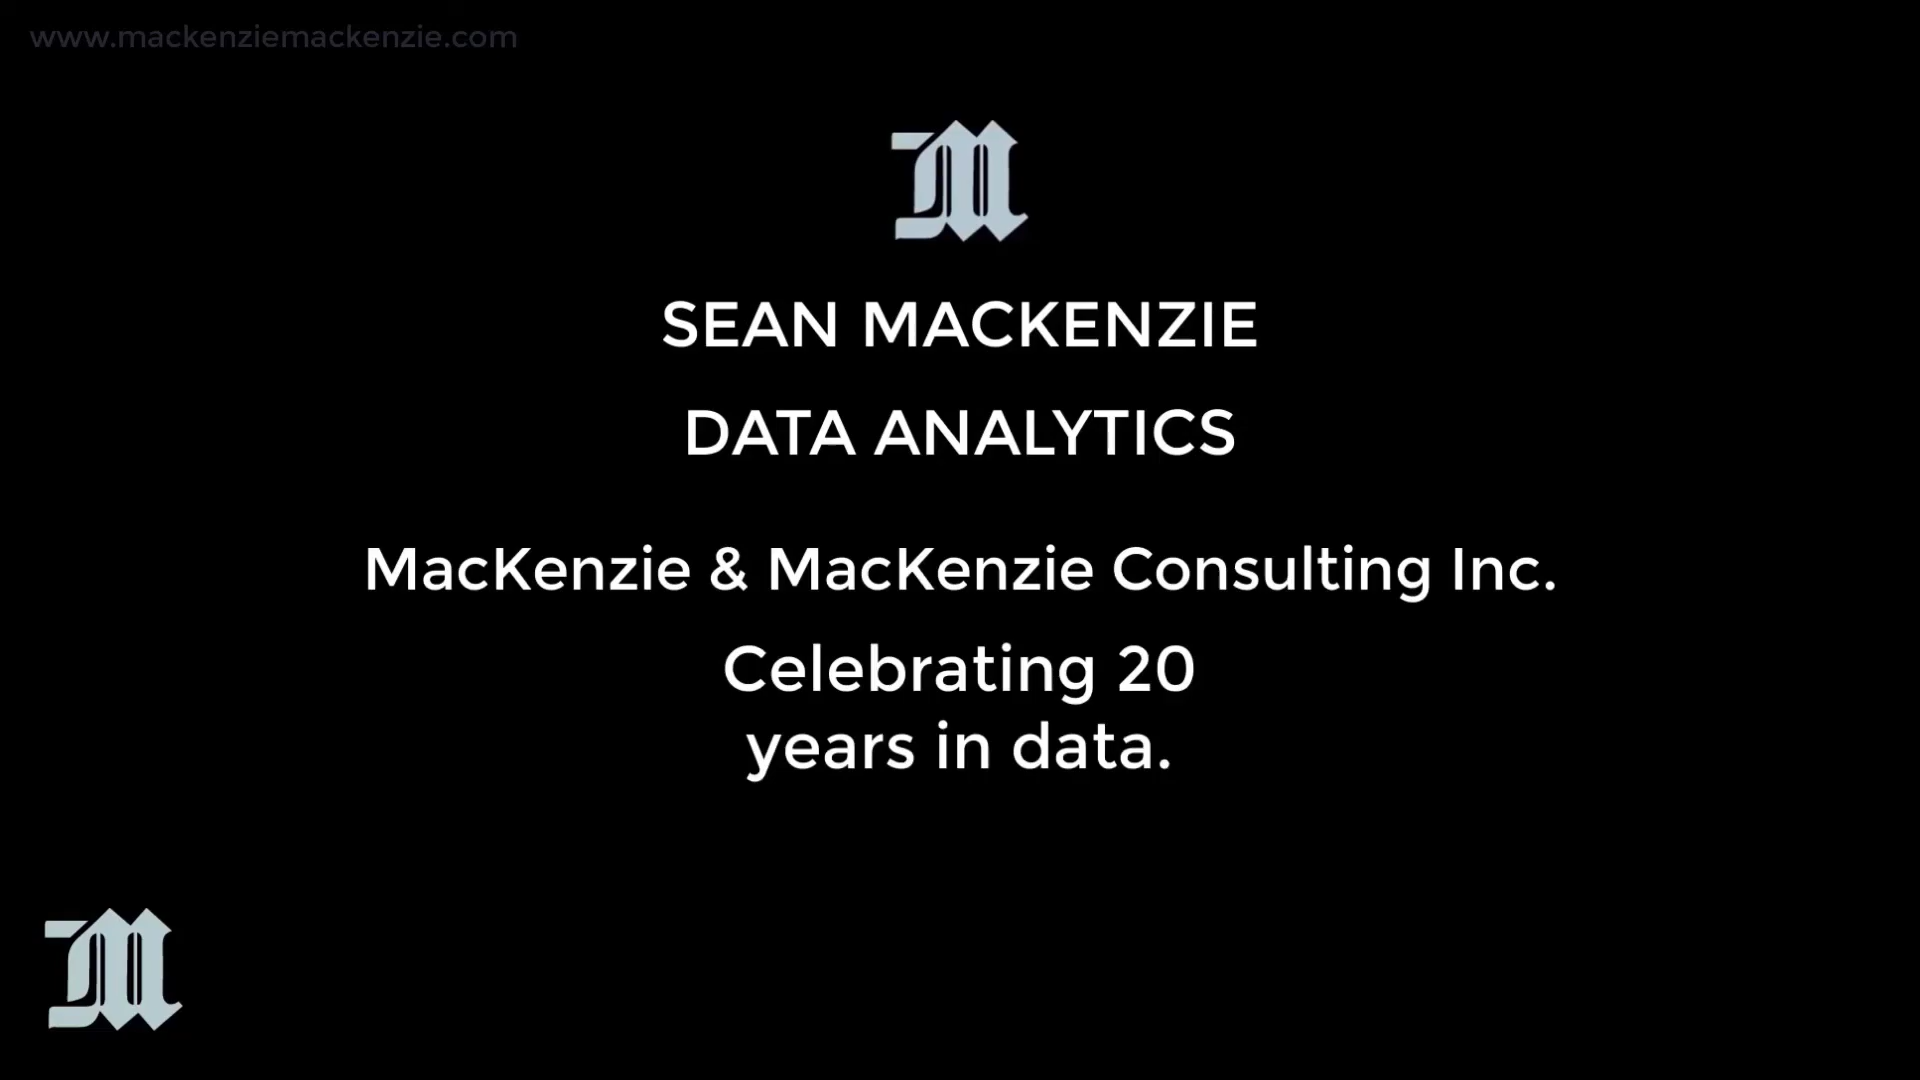 www.mackenziemackenzie.com
M
SEAN MACKENZIE
DATA ANALYTICS
MacKenzie & MacKenzie Consulting Inc.
Celebrating 20
years in data.
M